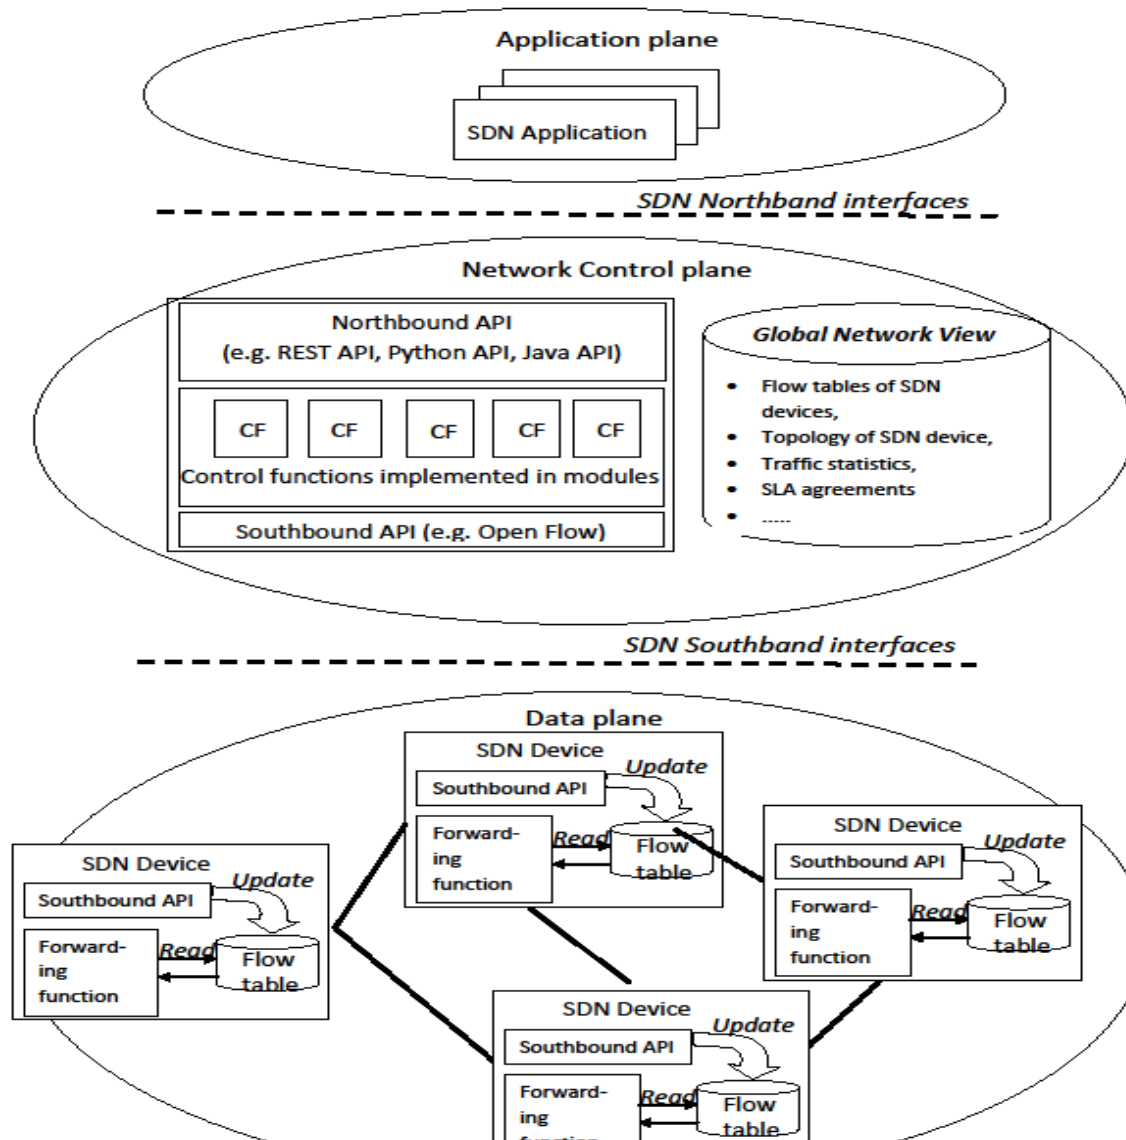 Application plane
SDN Application
SDN Northband interfaces
Network Control plane
Northbound API
(e.g. REST API, Python API, Java API)
CF CF CF CF CF
Control functions implemented in modules
Southbound API (e.g. Open Flow)
Global Network View
• Flow tables of SDN
devices,
• Topology of SDN device,
• Traffic statistics,
• SLA agreements
• -----
SDN Southband interfaces
Data plane
SDN Device
Southbound API
Update
Forward-
ing
function
Read
Flow
table
SDN Device
Southbound API
Update
Forward-
ing
function
Read
Flow
table
SDN Device
Southbound API
Update
Forward-
ing
function
Read
Flow
table
SDN Device
Southbound API
Update
Forward-
ing
function
Read
Flow
table